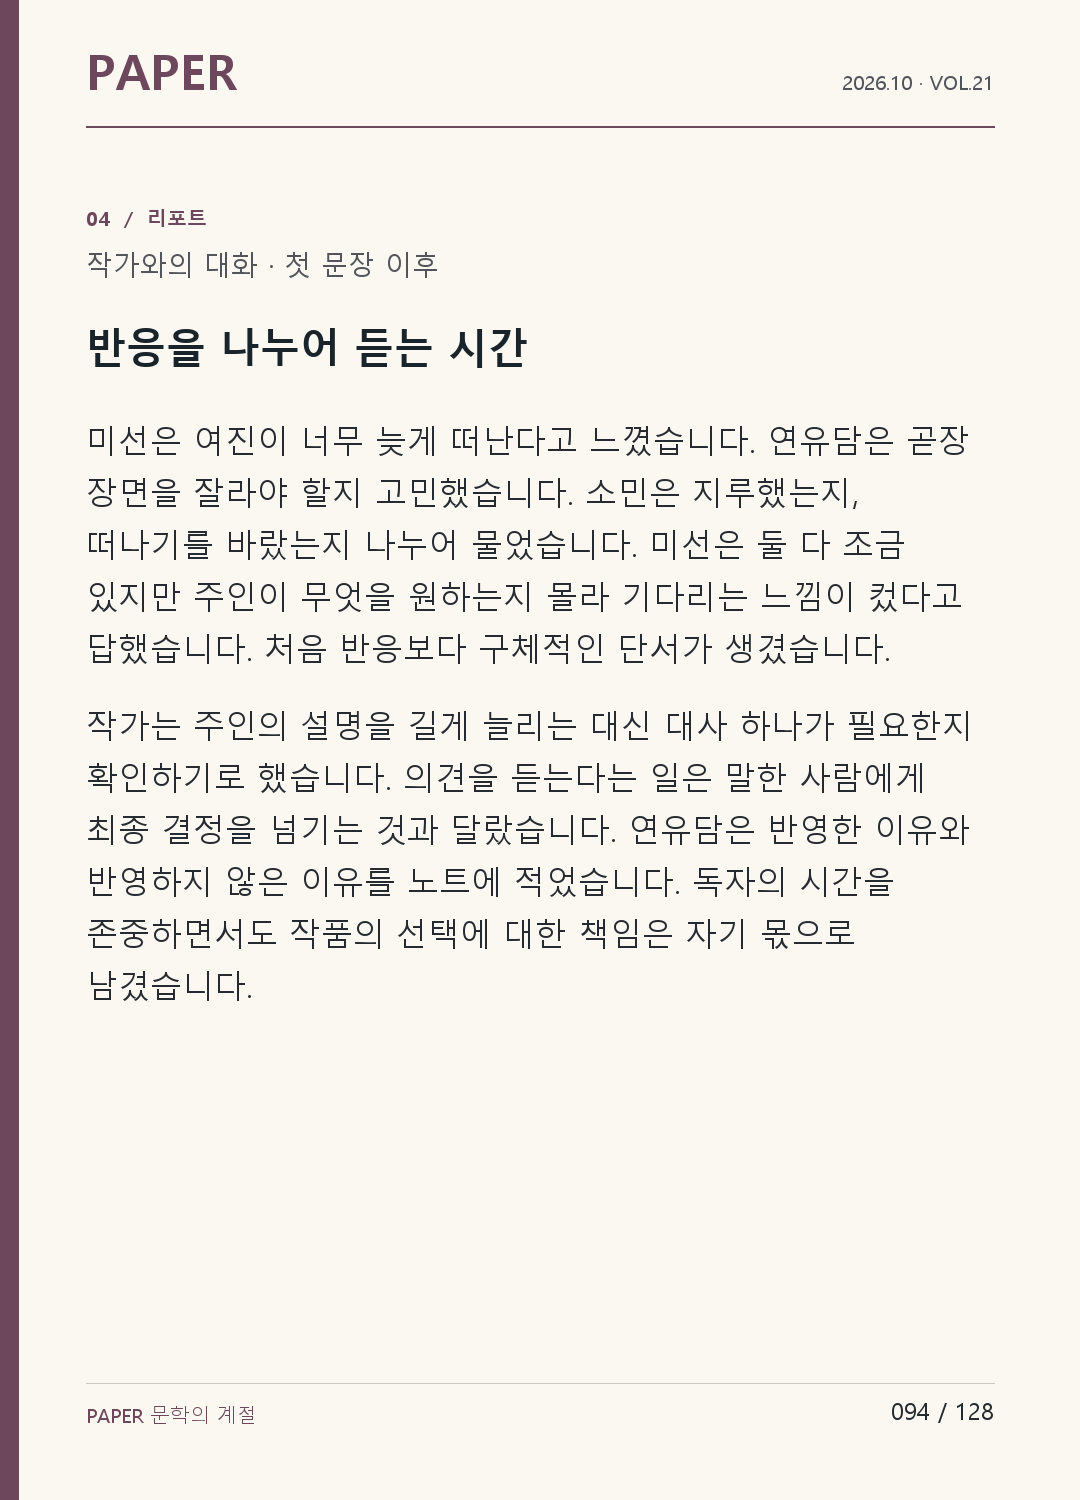 PAPER
2026.10 · VOL.21
04 / 리포트
작가와의 대화 · 첫 문장 이후
반응을 나누어 듣는 시간
미선은 여진이 너무 늦게 떠난다고 느꼈습니다. 연유담은 곧장
장면을 잘라야 할지 고민했습니다. 소민은 지루했는지,
떠나기를 바랐는지 나누어 물었습니다. 미선은 둘 다 조금
있지만 주인이 무엇을 원하는지 몰라 기다리는 느낌이 컸다고
답했습니다. 처음 반응보다 구체적인 단서가 생겼습니다.
작가는 주인의 설명을 길게 늘리는 대신 대사 하나가 필요한지
확인하기로 했습니다. 의견을 듣는다는 일은 말한 사람에게
최종 결정을 넘기는 것과 달랐습니다. 연유담은 반영한 이유와
반영하지 않은 이유를 노트에 적었습니다. 독자의 시간을
존중하면서도 작품의 선택에 대한 책임은 자기 몫으로
남겼습니다.
PAPER 문학의 계절
094 / 128